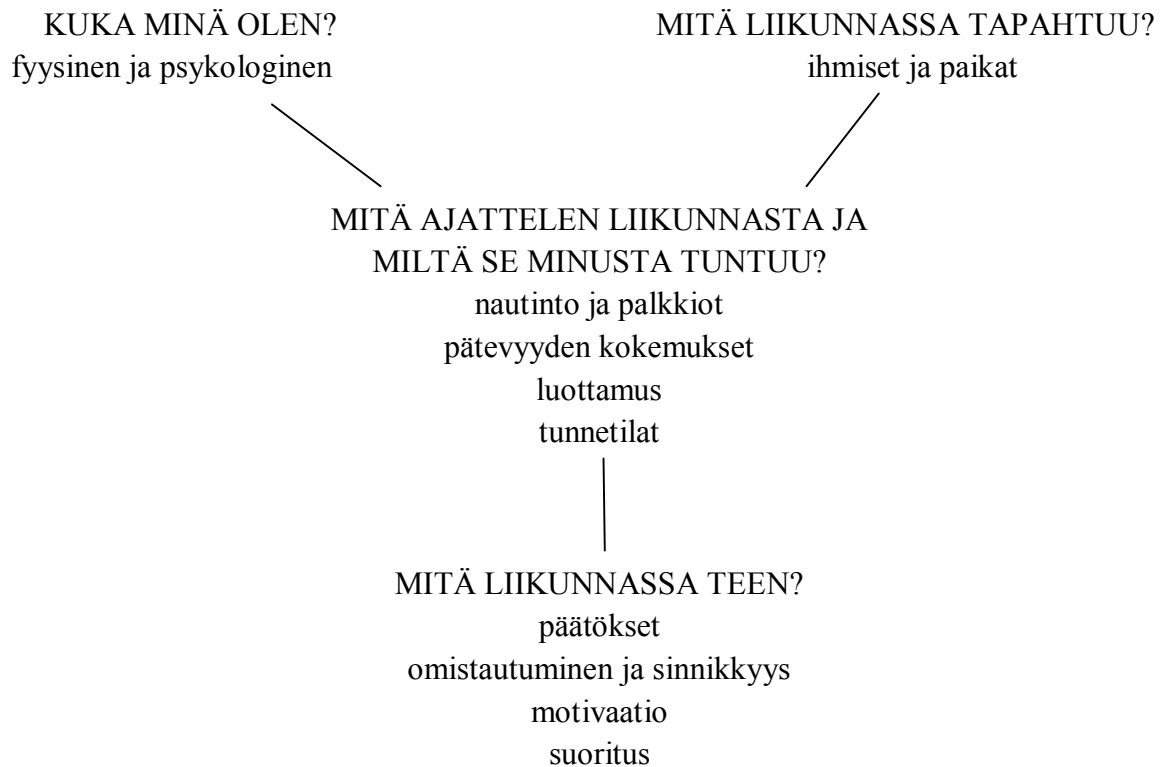 KUKA MINÄ OLEN?
fyysinen ja psykologinen
MITÄ LIIKUNNASSA TAPAHTUU?
ihmiset ja paikat
MITÄ AJATTELEN LIIKUNNASTA JA
MILTÄ SE MINUSTA TUNTUU?
nautinto ja palkkiot
pätevyyden kokemukset
luottamus
tunnetilat
MITÄ LIIKUNNASSA TEEN?
päätökset
omistautuminen ja sinnikkyys
motivaatio
suoritus